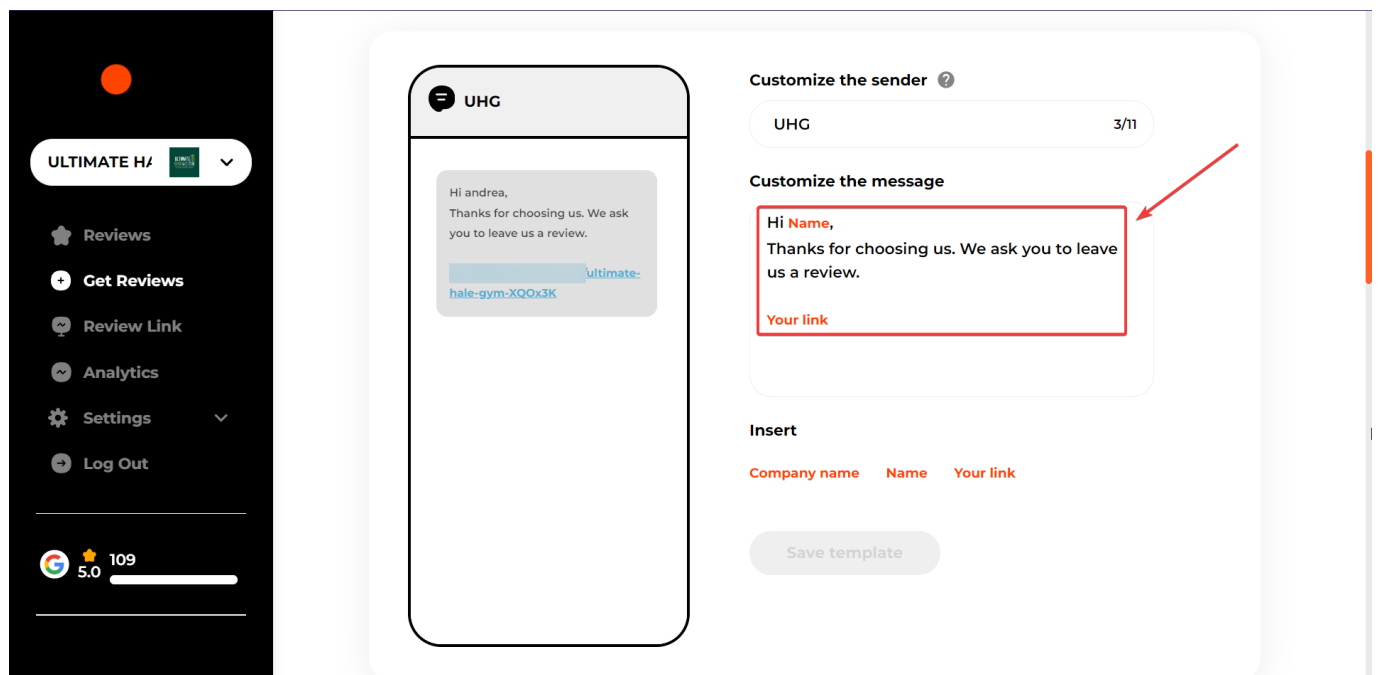 ULTIMATE HA
Reviews
Get Reviews
Review Link
Analytics
Settings
Log Out
5.0
109
UHG
Hi andrea,
Thanks for choosing us. We ask
you to leave us a review.
/ultimate-
hale-gym-XQOx3K
Customize the sender ?
UHG 3/11
Customize the message
Hi Name,
Thanks for choosing us. We ask you to leave
us a review.
Your link
Insert
Company name Name Your link
Save template